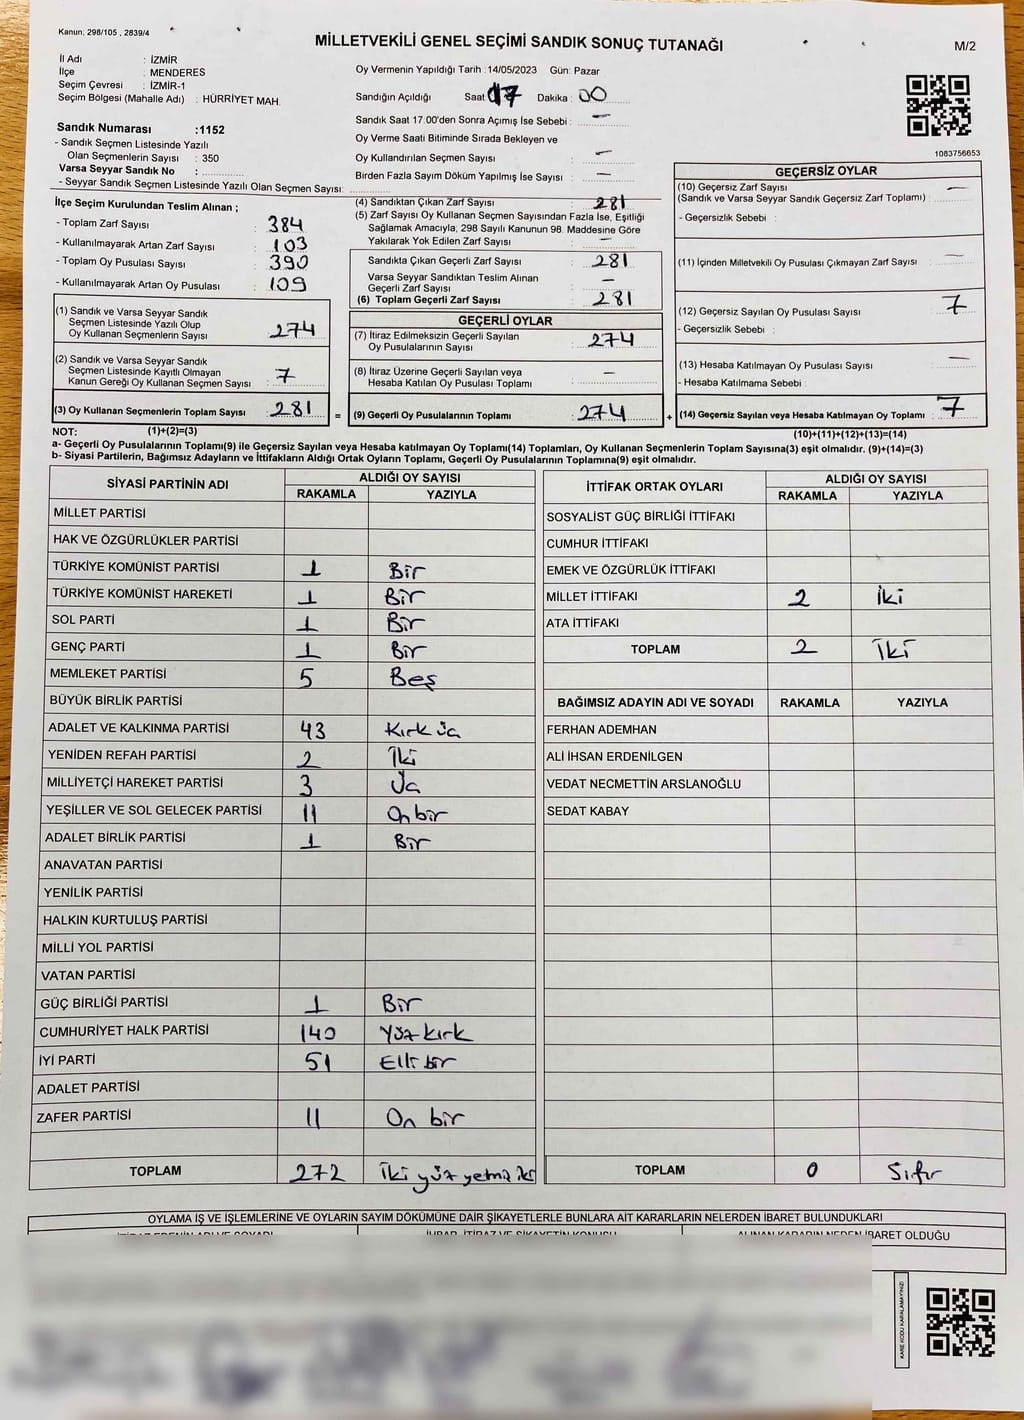 Kanun; 298/105 , 2839/4
MİLLETVEKİLİ GENEL SEÇİMİ SANDIK SONUÇ TUTANAĞI
M/2
İl Adı : İZMİR
İlçe : MENDERES
Seçim Çevresi : İZMİR-1
Seçim Bölgesi (Mahalle Adı) : HÜRRİYET MAH.
Oy Vermenin Yapıldığı Tarih :14/05/2023 Gün: Pazar
Sandığın Açıldığı Saat: 17 Dakika : 00
Sandık Saat 17.00'den Sonra Açımış İse Sebebi : —
Oy Verme Saati Bitiminde Sırada Bekleyen ve
Oy Kullandırılan Seçmen Sayısı : —
Birden Fazla Sayım Döküm Yapılmış İse Sayısı : —
1083756653
Sandık Numarası :1152
- Sandık Seçmen Listesinde Yazılı
Olan Seçmenlerin Sayısı : 350
Varsa Seyyar Sandık No :
- Seyyar Sandık Seçmen Listesinde Yazılı Olan Seçmen Sayısı:
İlçe Seçim Kurulundan Teslim Alınan ;
- Toplam Zarf Sayısı : 384
- Kullanılmayarak Artan Zarf Sayısı : 103
- Toplam Oy Pusulası Sayısı : 390
- Kullanılmayarak Artan Oy Pusulası : 109
(1) Sandık ve Varsa Seyyar Sandık
Seçmen Listesinde Yazılı Olup
Oy Kullanan Seçmenlerin Sayısı : 274
(2) Sandık ve Varsa Seyyar Sandık
Seçmen Listesinde Kayıtlı Olmayan
Kanun Gereği Oy Kullanan Seçmen Sayısı : 7
(3) Oy Kullanan Seçmenlerin Toplam Sayısı : 281 =
(4) Sandıktan Çıkan Zarf Sayısı : 281
(5) Zarf Sayısı Oy Kullanan Seçmen Sayısından Fazla İse, Eşitliği
Sağlamak Amacıyla; 298 Sayılı Kanunun 98. Maddesine Göre
Yakılarak Yok Edilen Zarf Sayısı : —
Sandıkta Çıkan Geçerli Zarf Sayısı : 281
Varsa Seyyar Sandıktan Teslim Alınan
Geçerli Zarf Sayısı : —
(6) Toplam Geçerli Zarf Sayısı : 281
GEÇERLİ OYLAR
(7) İtiraz Edilmeksizin Geçerli Sayılan
Oy Pusulalarının Sayısı : 274
(8) İtiraz Üzerine Geçerli Sayılan veya
Hesaba Katılan Oy Pusulası Toplamı : —
(9) Geçerli Oy Pusulalarının Toplamı : 274 +
GEÇERSİZ OYLAR
(10) Geçersiz Zarf Sayısı
(Sandık ve Varsa Seyyar Sandık Geçersiz Zarf Toplamı) : —
- Geçersizlik Sebebi :
(11) İçinden Milletvekili Oy Pusulası Çıkmayan Zarf Sayısı : —
(12) Geçersiz Sayılan Oy Pusulası Sayısı : 7
- Geçersizlik Sebebi :
(13) Hesaba Katılmayan Oy Pusulası Sayısı : —
- Hesaba Katılmama Sebebi :
(14) Geçersiz Sayılan veya Hesaba Katılmayan Oy Toplamı : 7
NOT: (1)+(2)=(3)
(10)+(11)+(12)+(13)=(14)
a- Geçerli Oy Pusulalarının Toplamı(9) ile Geçersiz Sayılan veya Hesaba katılmayan Oy Toplamı(14) Toplamları, Oy Kullanan Seçmenlerin Toplam Sayısına(3) eşit olmalıdır. (9)+(14)=(3)
b- Siyasi Partilerin, Bağımsız Adayların ve İttifakların Aldığı Ortak Oyların Toplamı, Geçerli Oy Pusulalarının Toplamına(9) eşit olmalıdır.
SİYASİ PARTİNİN ADI
ALDIĞI OY SAYISI
RAKAMLA YAZIYLA
MİLLET PARTİSİ
HAK VE ÖZGÜRLÜKLER PARTİSİ
TÜRKİYE KOMÜNİST PARTİSİ 1 Bir
TÜRKİYE KOMÜNİST HAREKETİ 1 Bir
SOL PARTİ 1 Bir
GENÇ PARTİ 1 Bir
MEMLEKET PARTİSİ 5 Beş
BÜYÜK BİRLİK PARTİSİ
ADALET VE KALKINMA PARTİSİ 43 Kırk üç
YENİDEN REFAH PARTİSİ 2 İki
MİLLİYETÇİ HAREKET PARTİSİ 3 Üç
YEŞİLLER VE SOL GELECEK PARTİSİ 11 On bir
ADALET BİRLİK PARTİSİ 1 Bir
ANAVATAN PARTİSİ
YENİLİK PARTİSİ
HALKIN KURTULUŞ PARTİSİ
MİLLİ YOL PARTİSİ
VATAN PARTİSİ
GÜÇ BİRLİĞİ PARTİSİ 1 Bir
CUMHURİYET HALK PARTİSİ 140 Yüz kırk
İYİ PARTİ 51 Elli bir
ADALET PARTİSİ
ZAFER PARTİSİ 11 On bir
TOPLAM 272 İki yüz yetmiş iki
İTTİFAK ORTAK OYLARI
ALDIĞI OY SAYISI
RAKAMLA YAZIYLA
SOSYALİST GÜÇ BİRLİĞİ İTTİFAKI
CUMHUR İTTİFAKI
EMEK VE ÖZGÜRLÜK İTTİFAKI
MİLLET İTTİFAKI 2 İki
ATA İTTİFAKI
TOPLAM 2 İki
BAĞIMSIZ ADAYIN ADI VE SOYADI RAKAMLA YAZIYLA
FERHAN ADEMHAN
ALİ İHSAN ERDENİLGEN
VEDAT NECMETTİN ARSLANOĞLU
SEDAT KABAY
TOPLAM 0 Sıfır
OYLAMA İŞ VE İŞLEMLERİNE VE OYLARIN SAYIM DÖKÜMÜNE DAİR ŞİKAYETLERLE BUNLARA AİT KARARLARIN NELERDEN İBARET BULUNDUKLARI
İTİRAZ EDENİN ADI VE SOYADI İHBAR, İTİRAZ VE ŞİKAYETİN KONUSU ALINAN KARARIN NEDEN İBARET OLDUĞU
KARE KODU KARALAMAYINIZ!